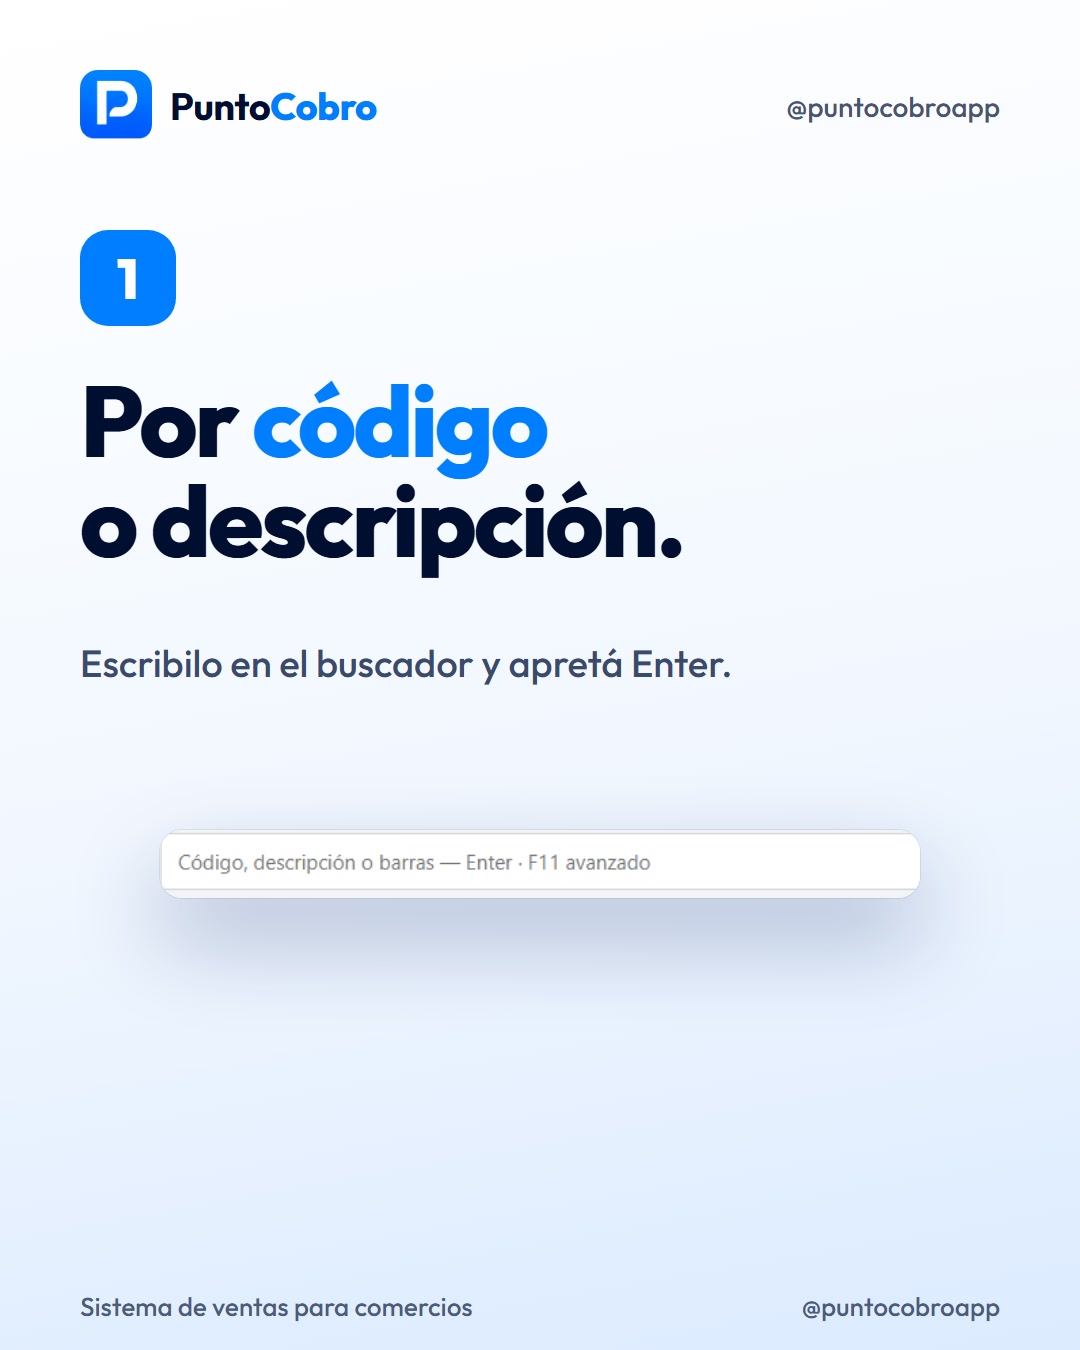 PuntoCobro
@puntocobroapp
1
Por código
o descripción.
Escribilo en el buscador y apretá Enter.
Código, descripción o barras — Enter · F11 avanzado
Sistema de ventas para comercios
@puntocobroapp